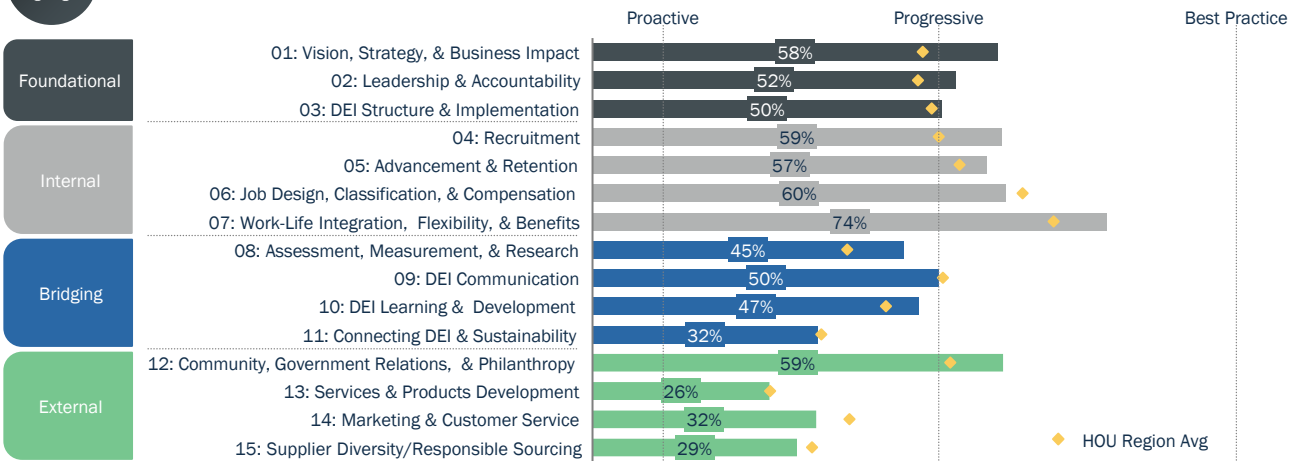 Proactive Progressive Best Practice
Foundational
01: Vision, Strategy, & Business Impact 58%
02: Leadership & Accountability 52%
03: DEI Structure & Implementation 50%
Internal
04: Recruitment 59%
05: Advancement & Retention 57%
06: Job Design, Classification, & Compensation 60%
07: Work-Life Integration, Flexibility, & Benefits 74%
Bridging
08: Assessment, Measurement, & Research 45%
09: DEI Communication 50%
10: DEI Learning & Development 47%
11: Connecting DEI & Sustainability 32%
External
12: Community, Government Relations, & Philanthropy 59%
13: Services & Products Development 26%
14: Marketing & Customer Service 32%
15: Supplier Diversity/Responsible Sourcing 29%
HOU Region Avg